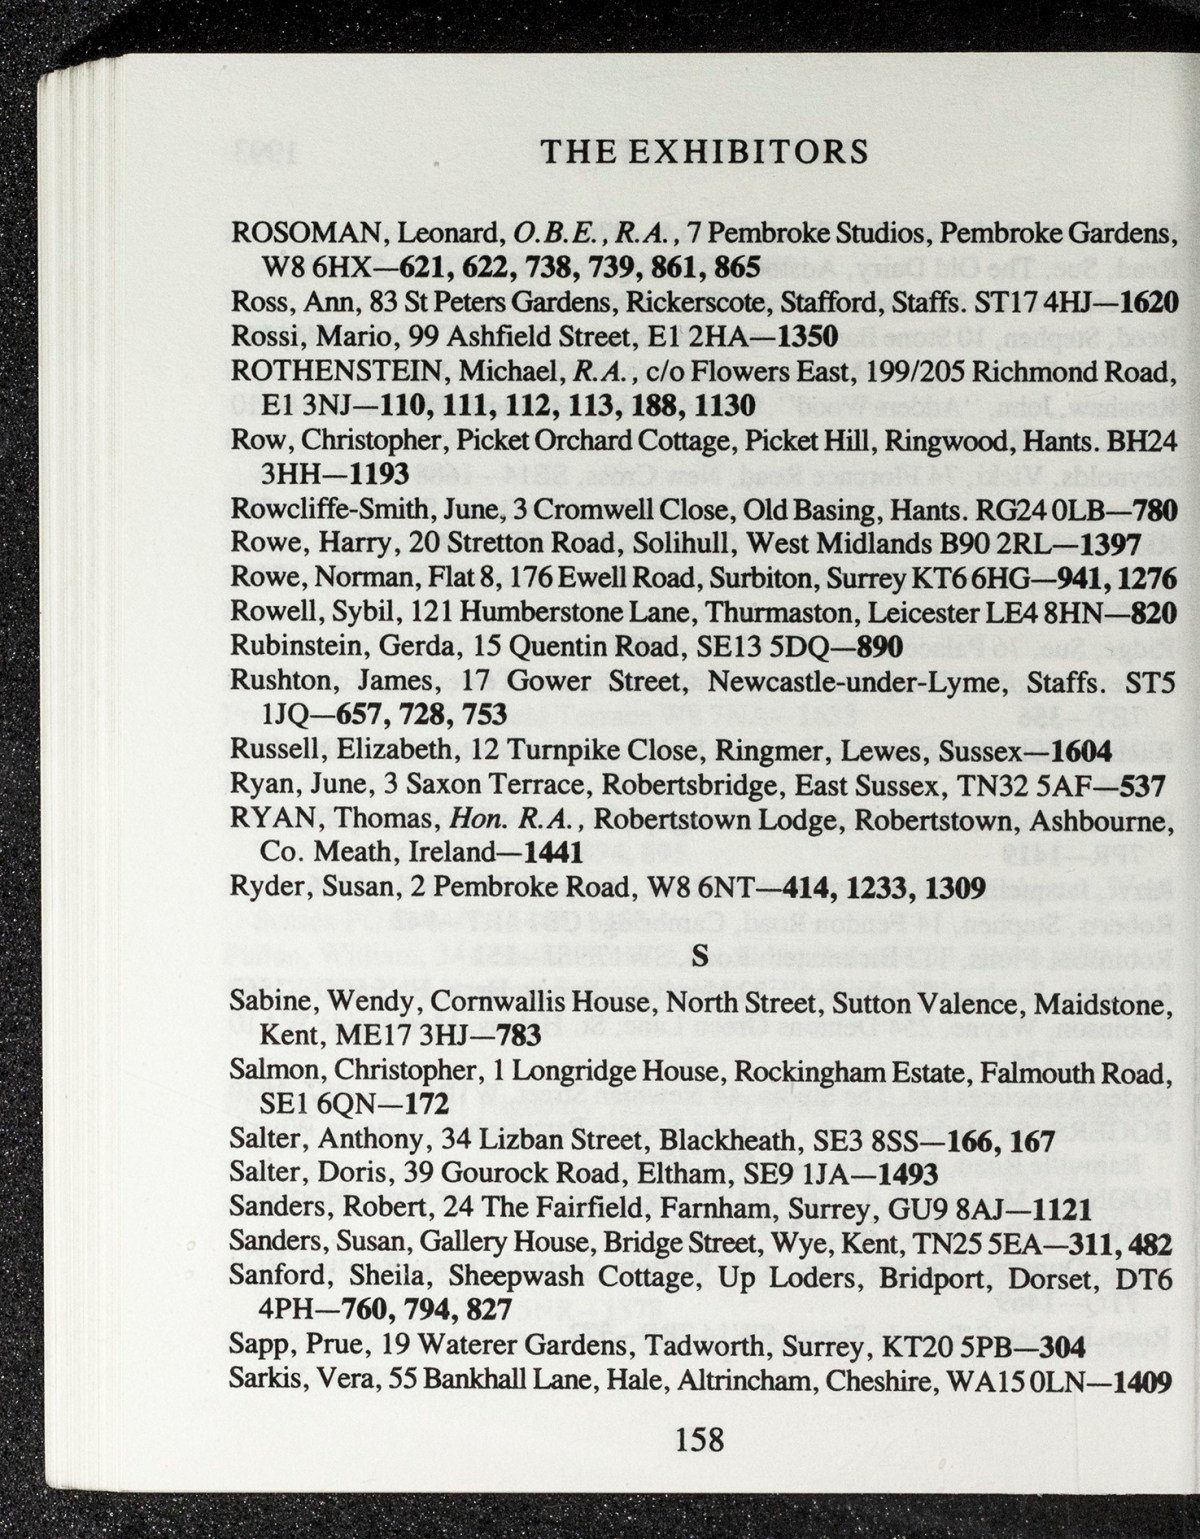 THE EXHIBITORS
ROSOMAN, Leonard, O.B.E., R.A., 7 Pembroke Studios, Pembroke Gardens,
W8 6HX—621, 622, 738, 739, 861, 865
Ross, Ann, 83 St Peters Gardens, Rickerscote, Stafford, Staffs. ST17 4HJ—1620
Rossi, Mario, 99 Ashfield Street, E1 2HA—1350
ROTHENSTEIN, Michael, R.A., c/o Flowers East, 199/205 Richmond Road,
E1 3NJ—110, 111, 112, 113, 188, 1130
Row, Christopher, Picket Orchard Cottage, Picket Hill, Ringwood, Hants. BH24
3HH—1193
Rowcliffe-Smith, June, 3 Cromwell Close, Old Basing, Hants. RG24 0LB—780
Rowe, Harry, 20 Stretton Road, Solihull, West Midlands B90 2RL—1397
Rowe, Norman, Flat 8, 176 Ewell Road, Surbiton, Surrey KT6 6HG—941, 1276
Rowell, Sybil, 121 Humberstone Lane, Thurmaston, Leicester LE4 8HN—820
Rubinstein, Gerda, 15 Quentin Road, SE13 5DQ—890
Rushton, James, 17 Gower Street, Newcastle-under-Lyme, Staffs. ST5
1JQ—657, 728, 753
Russell, Elizabeth, 12 Turnpike Close, Ringmer, Lewes, Sussex—1604
Ryan, June, 3 Saxon Terrace, Robertsbridge, East Sussex, TN32 5AF—537
RYAN, Thomas, Hon. R.A., Robertstown Lodge, Robertstown, Ashbourne,
Co. Meath, Ireland—1441
Ryder, Susan, 2 Pembroke Road, W8 6NT—414, 1233, 1309
S
Sabine, Wendy, Cornwallis House, North Street, Sutton Valence, Maidstone,
Kent, ME17 3HJ—783
Salmon, Christopher, 1 Longridge House, Rockingham Estate, Falmouth Road,
SE1 6QN—172
Salter, Anthony, 34 Lizban Street, Blackheath, SE3 8SS—166, 167
Salter, Doris, 39 Gourock Road, Eltham, SE9 1JA—1493
Sanders, Robert, 24 The Fairfield, Farnham, Surrey, GU9 8AJ—1121
Sanders, Susan, Gallery House, Bridge Street, Wye, Kent, TN25 5EA—311, 482
Sanford, Sheila, Sheepwash Cottage, Up Loders, Bridport, Dorset, DT6
4PH—760, 794, 827
Sapp, Prue, 19 Waterer Gardens, Tadworth, Surrey, KT20 5PB—304
Sarkis, Vera, 55 Bankhall Lane, Hale, Altrincham, Cheshire, WA15 0LN—1409
158